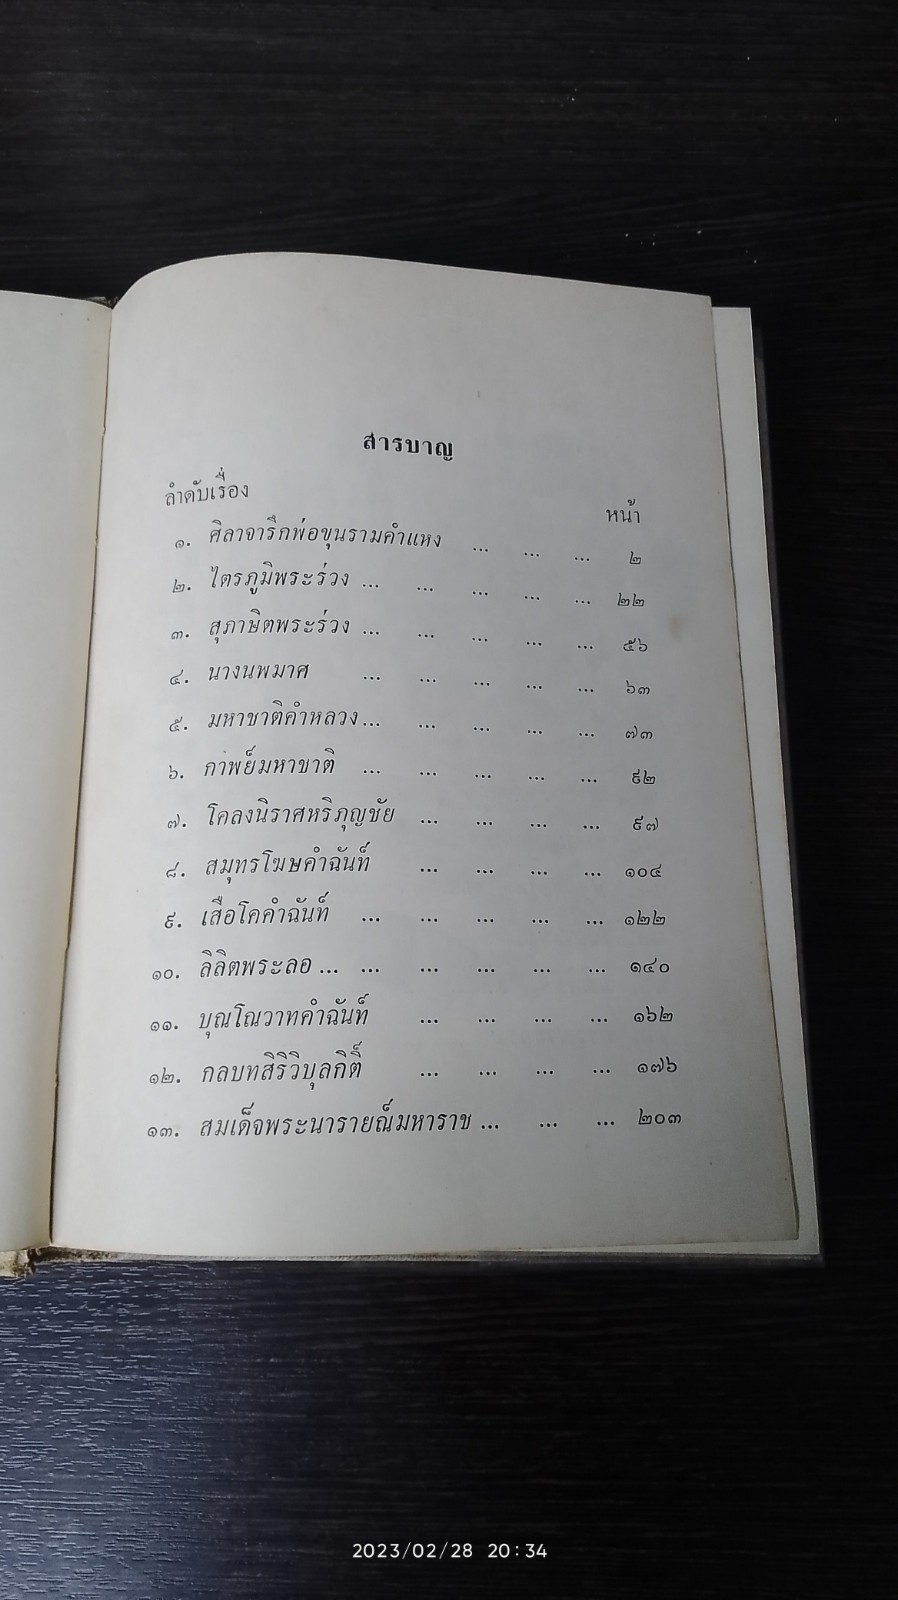 สารบาญ
ลำดับเรื่อง หน้า
๑. ศิลาจารึกพ่อขุนรามคำแหง ... ... ... ๒
๒. ไตรภูมิพระร่วง ... ... ... ... ... ๒๒
๓. สุภาษิตพระร่วง ... ... ... ... ... ๕๖
๔. นางนพมาศ ... ... ... ... ... ๖๓
๕. มหาชาติคำหลวง... ... ... ... ... ๗๓
๖. กาพย์มหาชาติ ... ... ... ... ... ๙๒
๗. โคลงนิราศหริภุญชัย ... ... ... ... ๙๗
๘. สมุทรโฆษคำฉันท์ ... ... ... ... ๑๐๔
๙. เสือโคคำฉันท์ ... ... ... ... ... ๑๒๒
๑๐. ลิลิตพระลอ ... ... ... ... ... ๑๔๐
๑๑. บุณโณวาทคำฉันท์ ... ... ... ... ๑๖๒
๑๒. กลบทสิริวิบุลกิติ์ ... ... ... ... ๑๗๖
๑๓. สมเด็จพระนารายณ์มหาราช ... ... ... ๒๐๓
2023/02/28 20:34